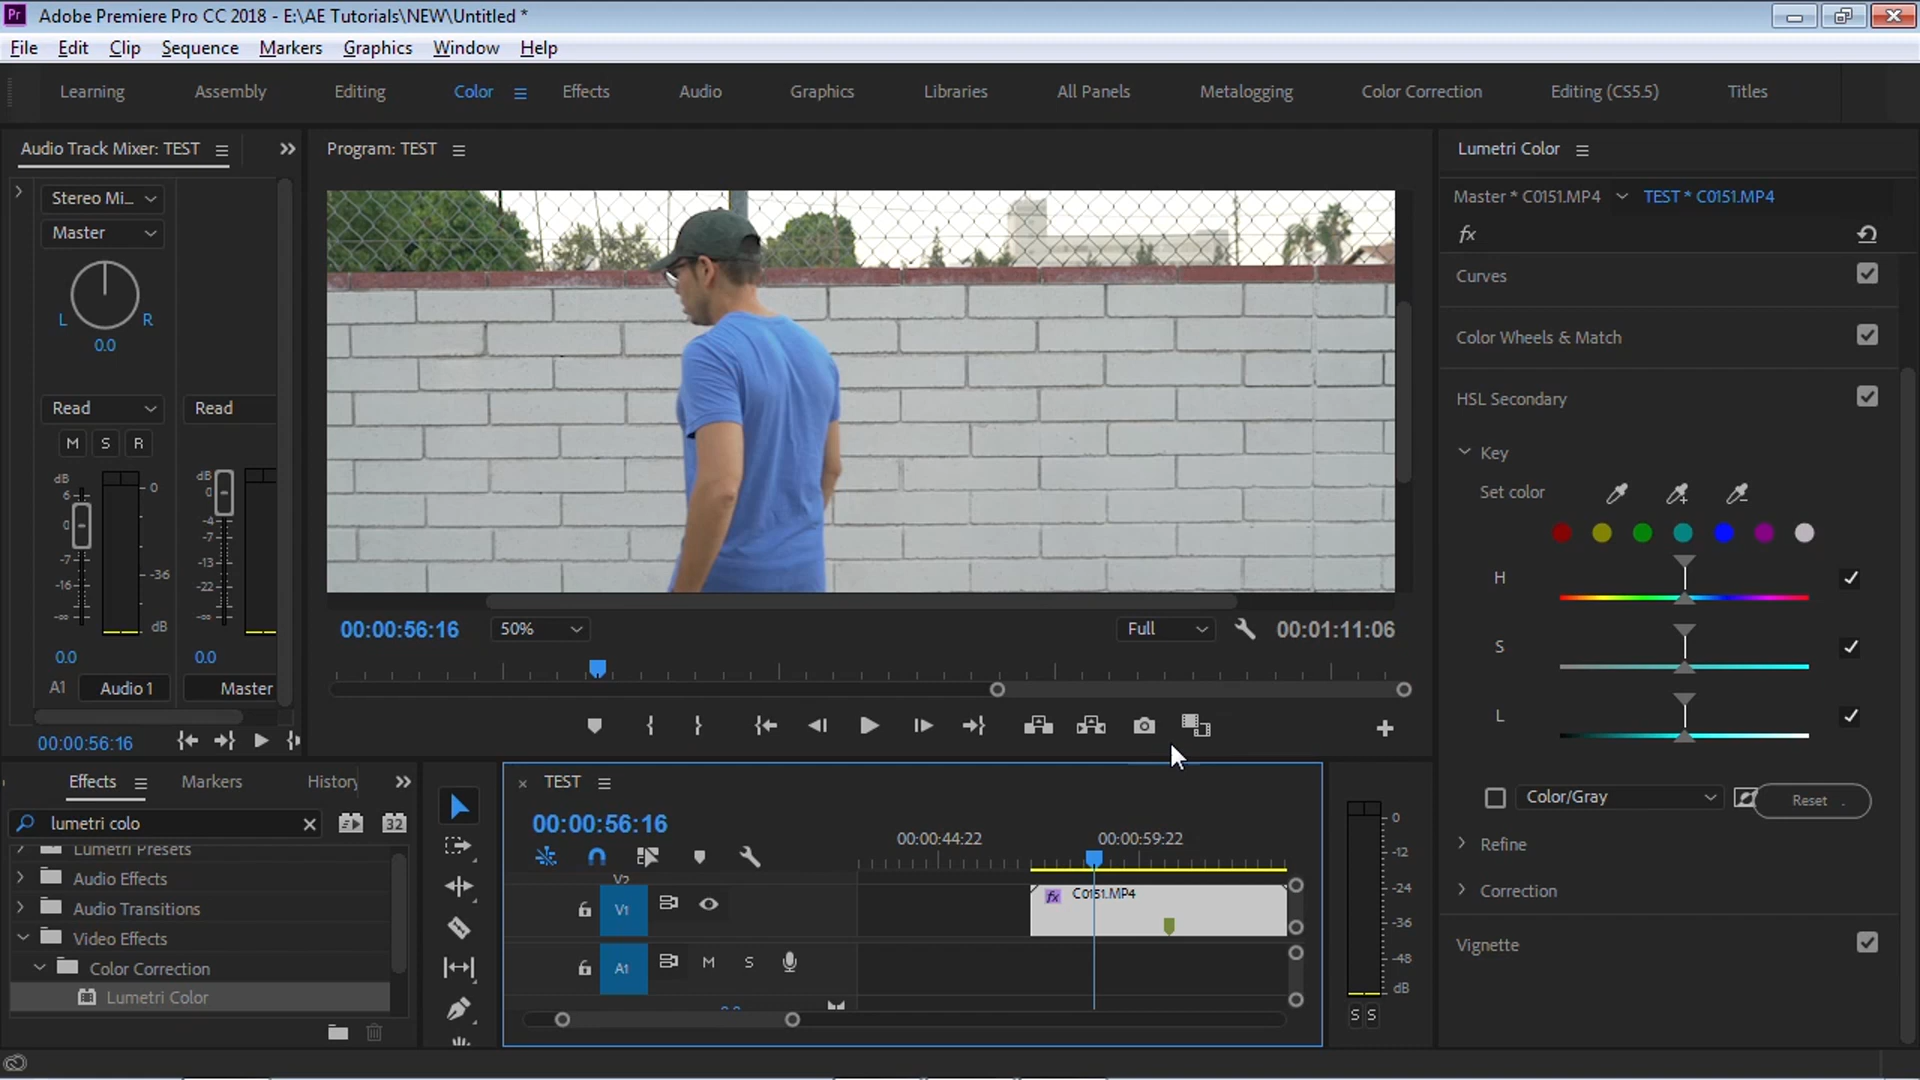 Adobe Premiere Pro CC 2018 - E:\AE Tutorials\NEW\Untitled *
File Edit Clip Sequence Markers Graphics Window Help
Learning Assembly Editing Color Effects Audio Graphics Libraries All Panels Metalogging Color Correction Editing (CS5.5) Titles
Audio Track Mixer: TEST
Program: TEST
Lumetri Color
Stereo Mi...
Master
L R
0.0
Read Read
M S R
dB
6
0
-7
-16
-∞
0
-36
dB
dB
0
-4
-7
-13
-22
-∞
0.0 0.0
A1 Audio 1 Master
00:00:56:16
00:00:56:16 50% Full 00:01:11:06
Master * C0151.MP4 TEST * C0151.MP4
fx
Curves
Color Wheels & Match
HSL Secondary
Key
Set color
H
S
L
Color/Gray Reset
Refine
Correction
Vignette
Effects Markers History
lumetri colo
32
Lumetri Presets
Audio Effects
Audio Transitions
Video Effects
Color Correction
Lumetri Color
TEST
00:00:56:16
00:00:44:22 00:00:59:22
V2
V1
fx C0151.MP4
A1 M S
0.0
0
-12
-24
-36
-48
dB
S S